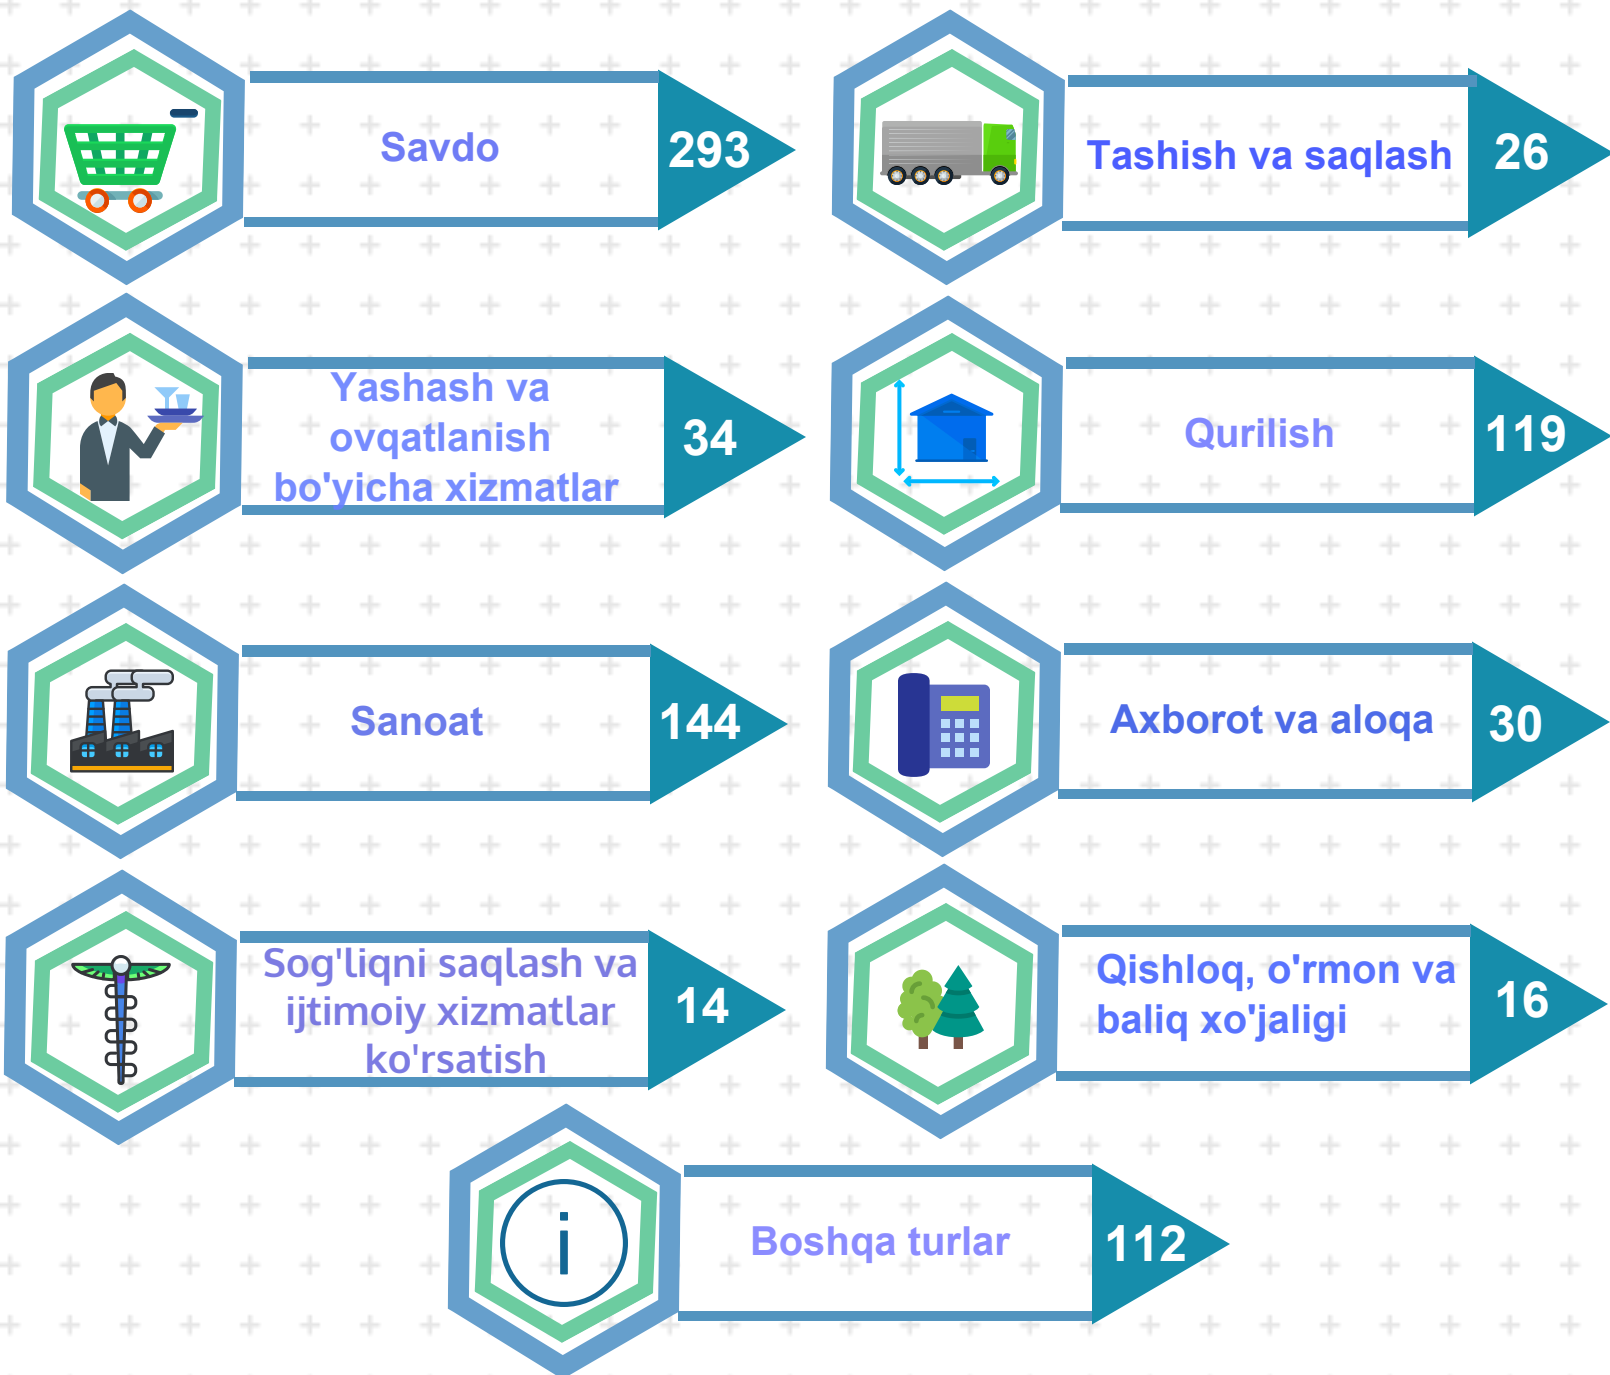 Savdo
293
Tashish va saqlash
26
Yashash va
ovqatlanish
bo'yicha xizmatlar
34
Qurilish
119
Sanoat
144
Axborot va aloqa
30
Sog'liqni saqlash va
ijtimoiy xizmatlar
ko'rsatish
14
Qishloq, o'rmon va
baliq xo'jaligi
16
i
Boshqa turlar
112